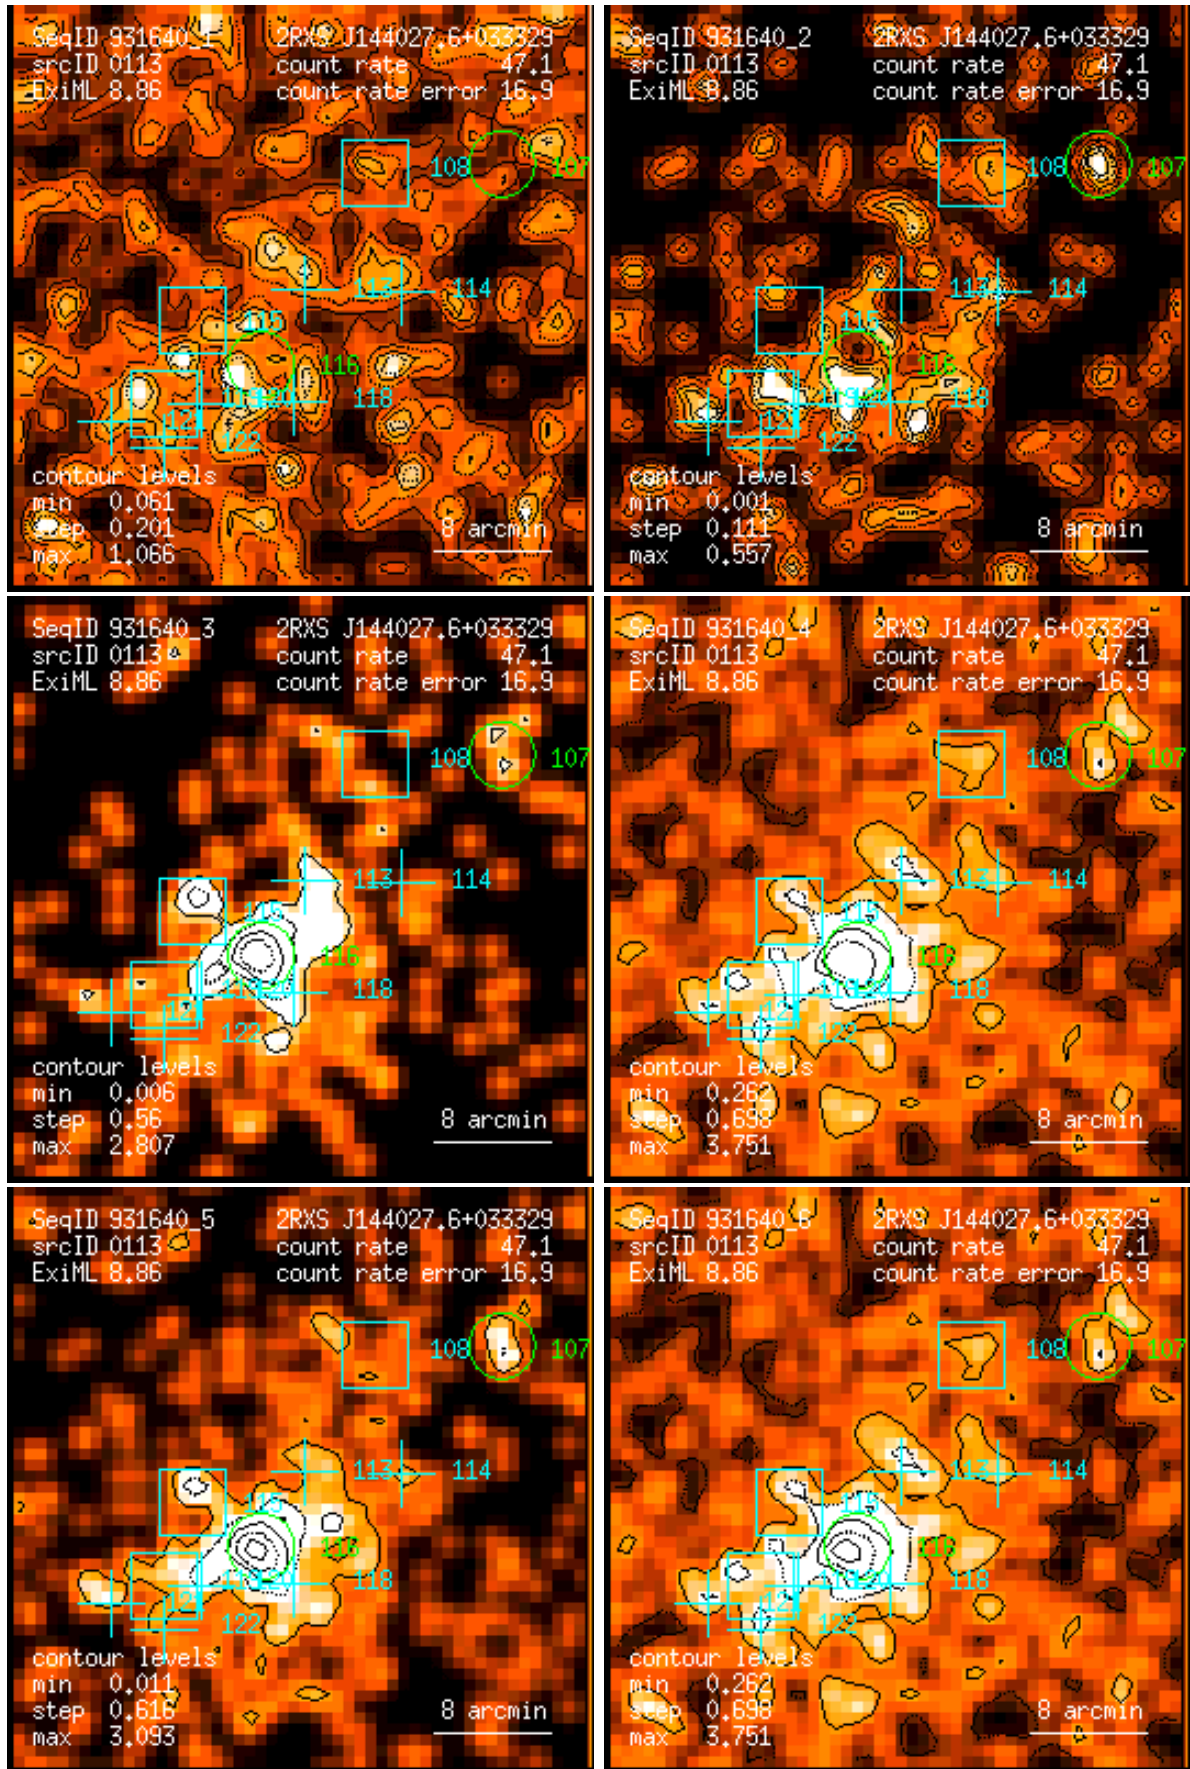 SeqID 931640_1 2RXS J144027.6+033329
srcID 0113 count rate 47.1
ExiML 8.86 count rate error 16.9
108 107
113 114
115
116
118
122
contour levels
min 0.061
step 0.201
max 1.066
8 arcmin
SeqID 931640_2 2RXS J144027.6+033329
srcID 0113 count rate 47.1
ExiML 8.86 count rate error 16.9
108 107
113 114
115
116
118
122
contour levels
min 0.001
step 0.111
max 0.557
8 arcmin
SeqID 931640_3 2RXS J144027.6+033329
srcID 0113 count rate 47.1
ExiML 8.86 count rate error 16.9
108 107
113 114
115
116
118
122
contour levels
min 0.006
step 0.56
max 2.807
8 arcmin
SeqID 931640_4 2RXS J144027.6+033329
srcID 0113 count rate 47.1
ExiML 8.86 count rate error 16.9
108 107
113 114
115
116
118
122
contour levels
min 0.262
step 0.698
max 3.751
8 arcmin
SeqID 931640_5 2RXS J144027.6+033329
srcID 0113 count rate 47.1
ExiML 8.86 count rate error 16.9
108 107
113 114
115
116
118
122
contour levels
min 0.011
step 0.616
max 3.093
8 arcmin
SeqID 931640_6 2RXS J144027.6+033329
srcID 0113 count rate 47.1
ExiML 8.86 count rate error 16.9
108 107
113 114
115
116
118
122
contour levels
min 0.262
step 0.698
max 3.751
8 arcmin